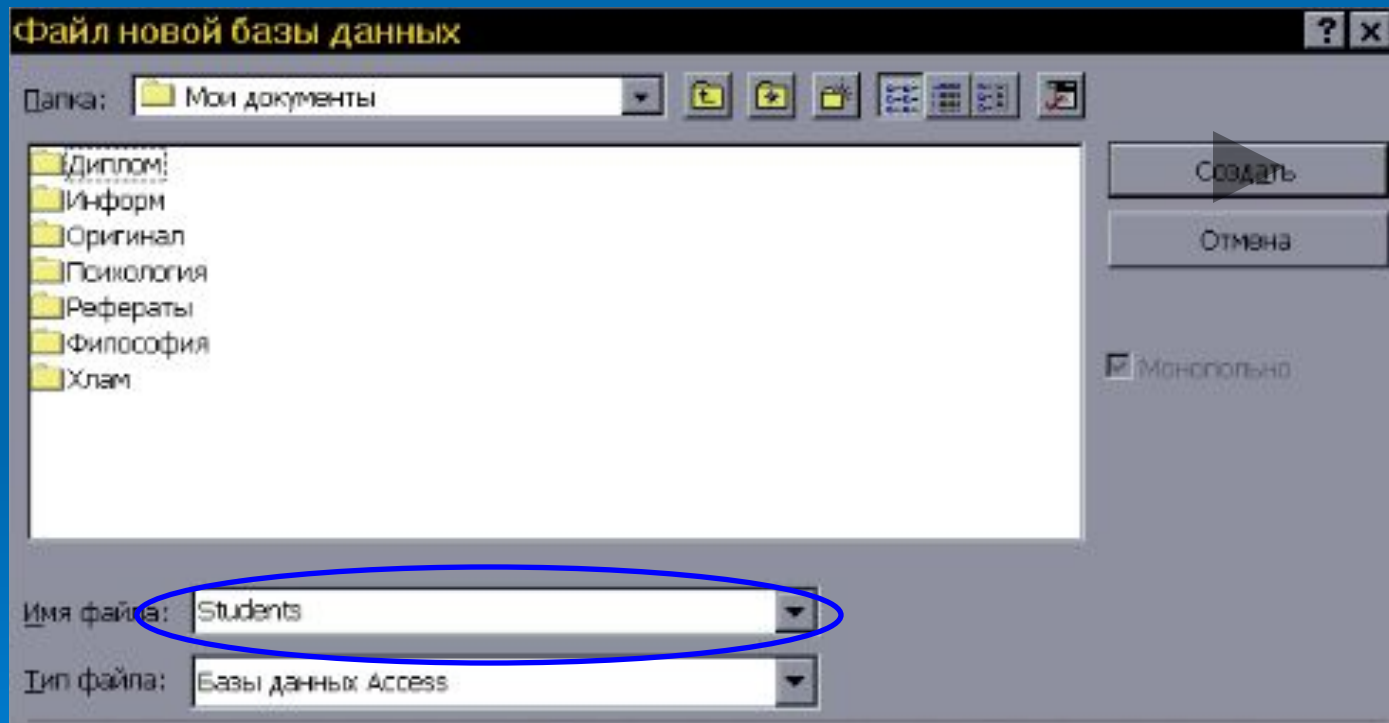 Файл новой базы данных
Папка: Мои документы
Создать
Отмена
Диплом
Информ
Оригинал
Психология
Рефераты
Философия
Хлам
Монопольно
Имя файла: Students
Тип файла: Базы данных Access